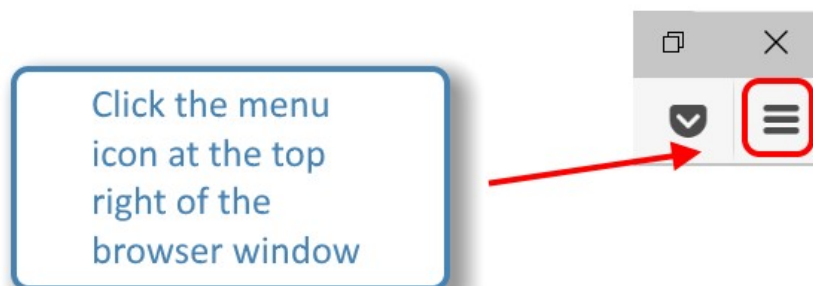 Click the menu
icon at the top
right of the
browser window